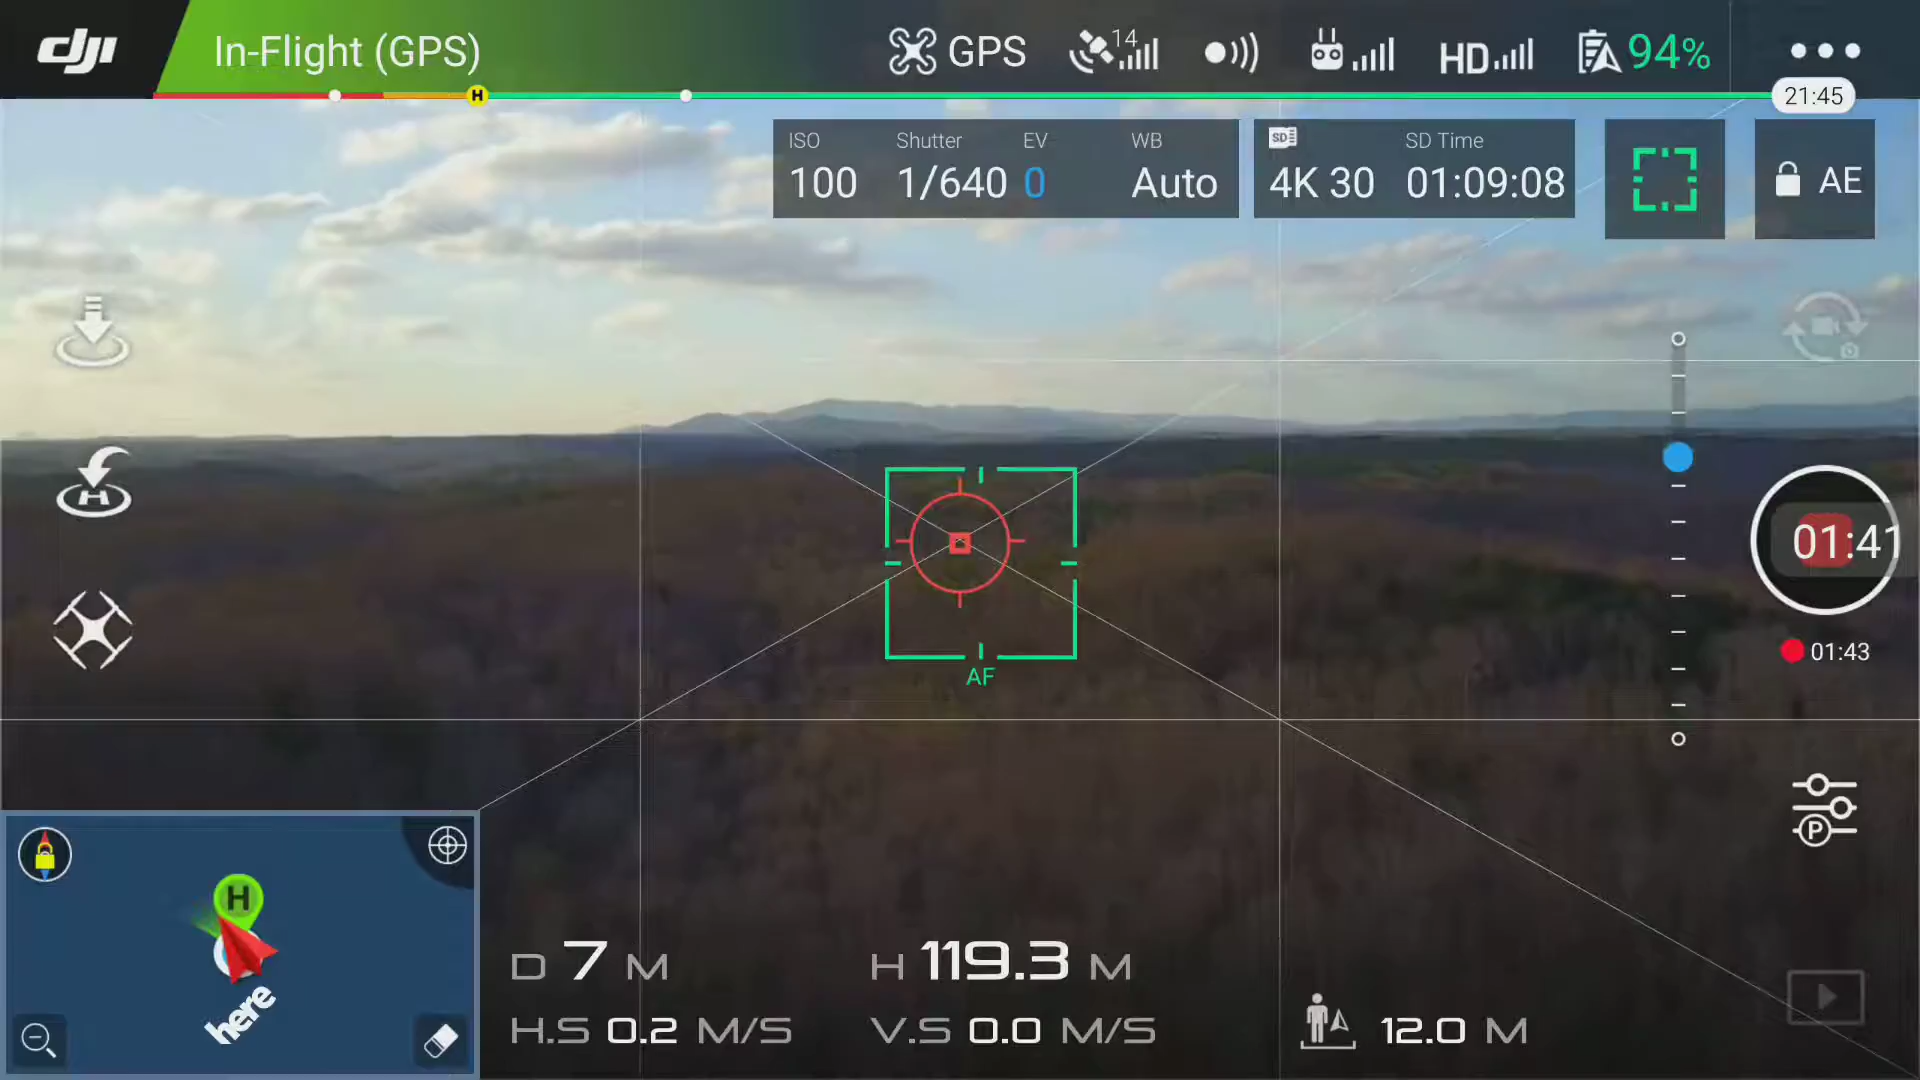 dji
In-Flight (GPS)
GPS
14
HD
94%
H
21:45
ISO
100
Shutter
1/640
EV
0
WB
Auto
SD
4K 30
SD Time
01:09:08
AE
H
01:41
01:43
AF
P
H
here
D 7 M
H 119.3 M
H.S 0.2 M/S
V.S 0.0 M/S
12.0 M